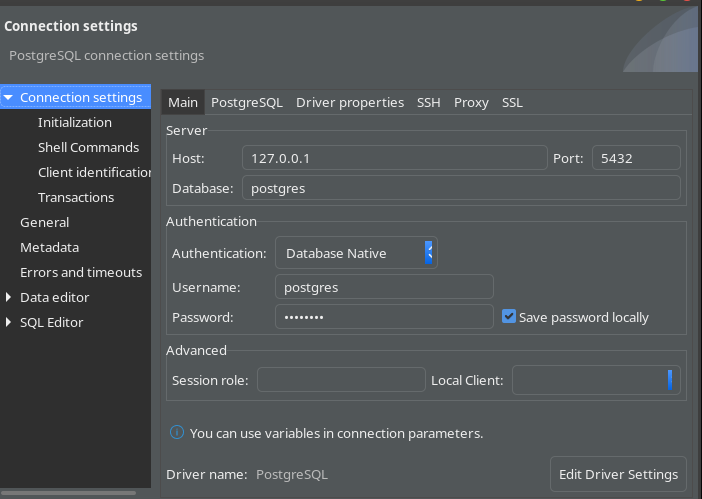 Connection settings
PostgreSQL connection settings
Connection settings
Initialization
Shell Commands
Client identification
Transactions
General
Metadata
Errors and timeouts
Data editor
SQL Editor
Main PostgreSQL Driver properties SSH Proxy SSL
Server
Host: 127.0.0.1 Port: 5432
Database: postgres
Authentication
Authentication: Database Native
Username: postgres
Password: •••••••• Save password locally
Advanced
Session role: Local Client:
You can use variables in connection parameters.
Driver name: PostgreSQL Edit Driver Settings